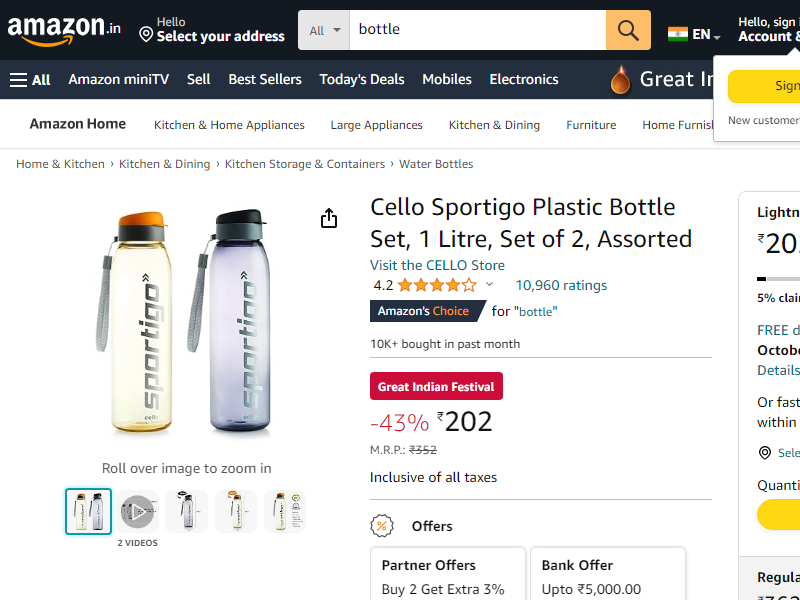 amazon.in
Hello
Select your address
All
bottle
EN
Hello, sign i
Account &
All
Amazon miniTV
Sell
Best Sellers
Today's Deals
Mobiles
Electronics
Great In
Sign
New customer
Amazon Home
Kitchen & Home Appliances
Large Appliances
Kitchen & Dining
Furniture
Home Furnish
Home & Kitchen › Kitchen & Dining › Kitchen Storage & Containers › Water Bottles
sportigo
cello
sportigo
cello
Roll over image to zoom in
2 VIDEOS
Cello Sportigo Plastic Bottle
Set, 1 Litre, Set of 2, Assorted
Visit the CELLO Store
4.2
10,960 ratings
Amazon's Choice
for "bottle"
10K+ bought in past month
Great Indian Festival
-43% ₹202
M.R.P.: ₹352
Inclusive of all taxes
Offers
Partner Offers
Buy 2 Get Extra 3%
Bank Offer
Upto ₹5,000.00
Lightn
₹20
5% clai
FREE d
Octobe
Details
Or fast
within
Sele
Quanti
Regula